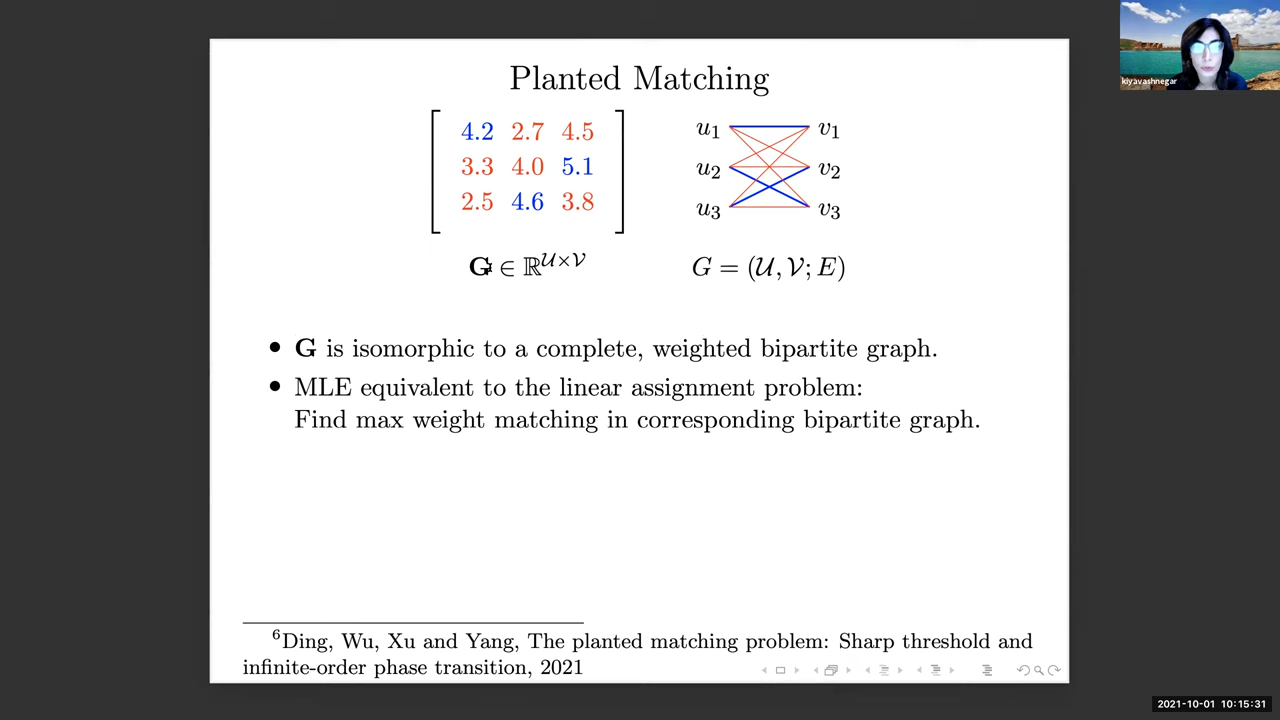 Planted Matching
4.2 2.7 4.5
3.3 4.0 5.1
2.5 4.6 3.8
u₁ v₁
u₂ v₂
u₃ v₃
G ∈ ℝ^{𝒰×𝒱}
G = (𝒰, 𝒱; E)
• G is isomorphic to a complete, weighted bipartite graph.
• MLE equivalent to the linear assignment problem:
Find max weight matching in corresponding bipartite graph.
⁶Ding, Wu, Xu and Yang, The planted matching problem: Sharp threshold and
infinite-order phase transition, 2021
kiyavashnegar
2021-10-01 10:15:31